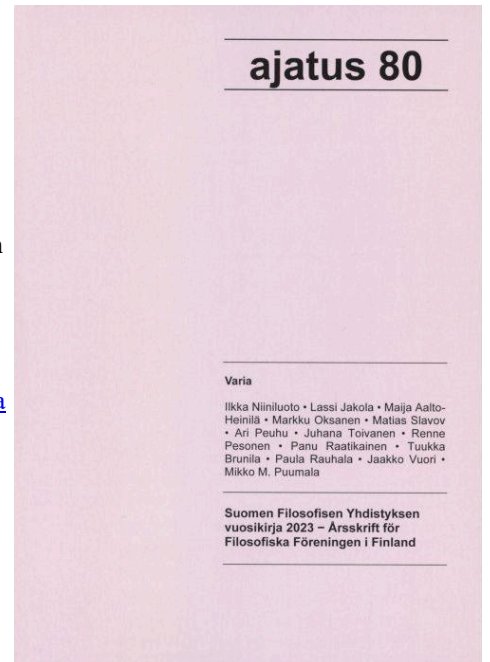 ajatus 80
Varia
Ilkka Niiniluoto • Lassi Jakola • Maija Aalto-
Heinilä • Markku Oksanen • Matias Slavov
• Ari Peuhu • Juhana Toivanen • Renne
Pesonen • Panu Raatikainen • Tuukka
Brunila • Paula Rauhala • Jaakko Vuori •
Mikko M. Puumala
Suomen Filosofisen Yhdistyksen
vuosikirja 2023 – Årsskrift för
Filosofiska Föreningen i Finland